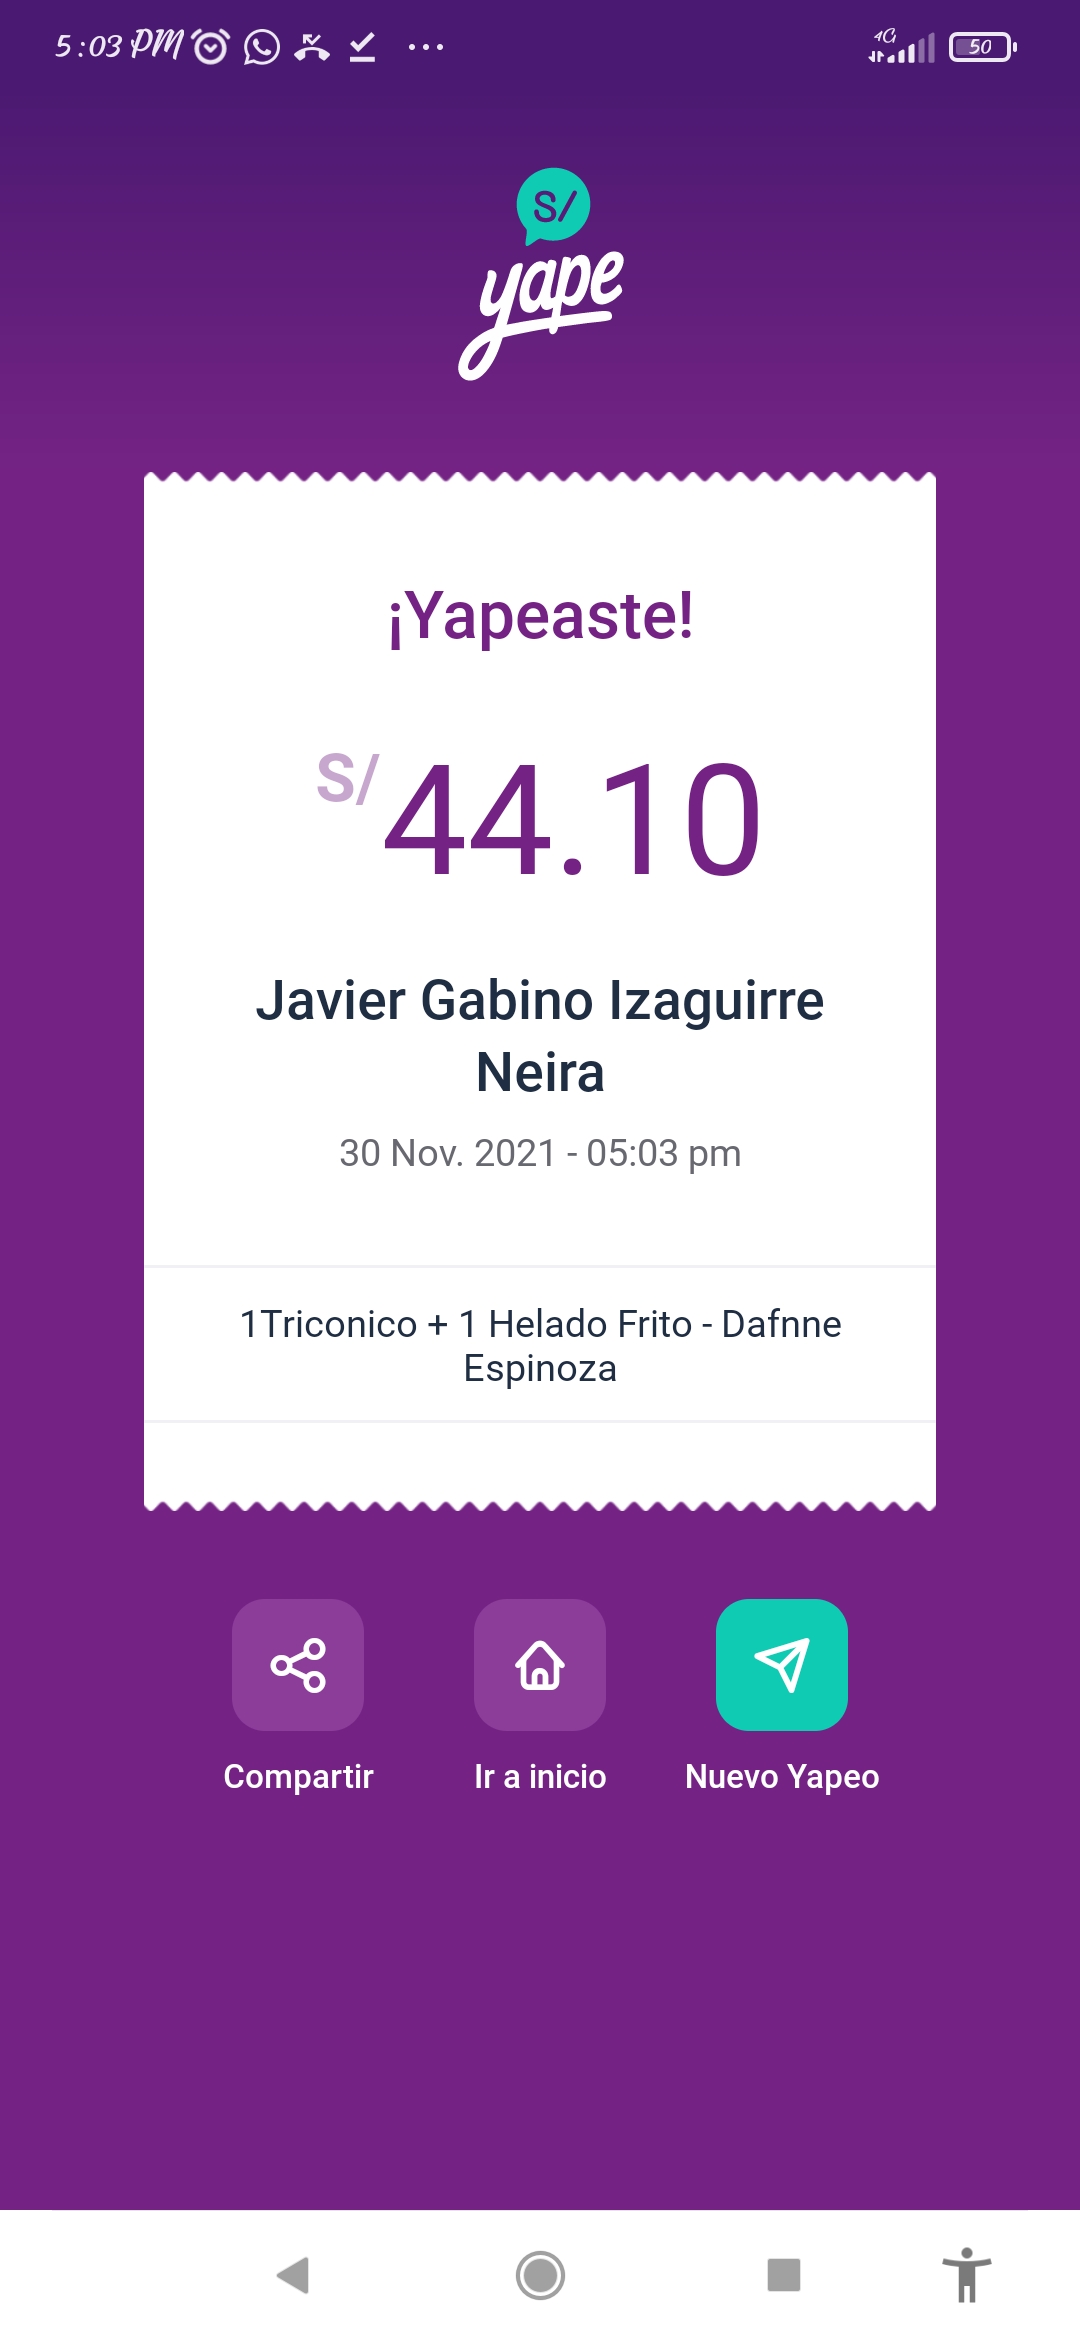 5:03 PM
4G
50
S/
yape
¡Yapeaste!
S/44.10
Javier Gabino Izaguirre
Neira
30 Nov. 2021 - 05:03 pm
1Triconico + 1 Helado Frito - Dafnne
Espinoza
Compartir
Ir a inicio
Nuevo Yapeo